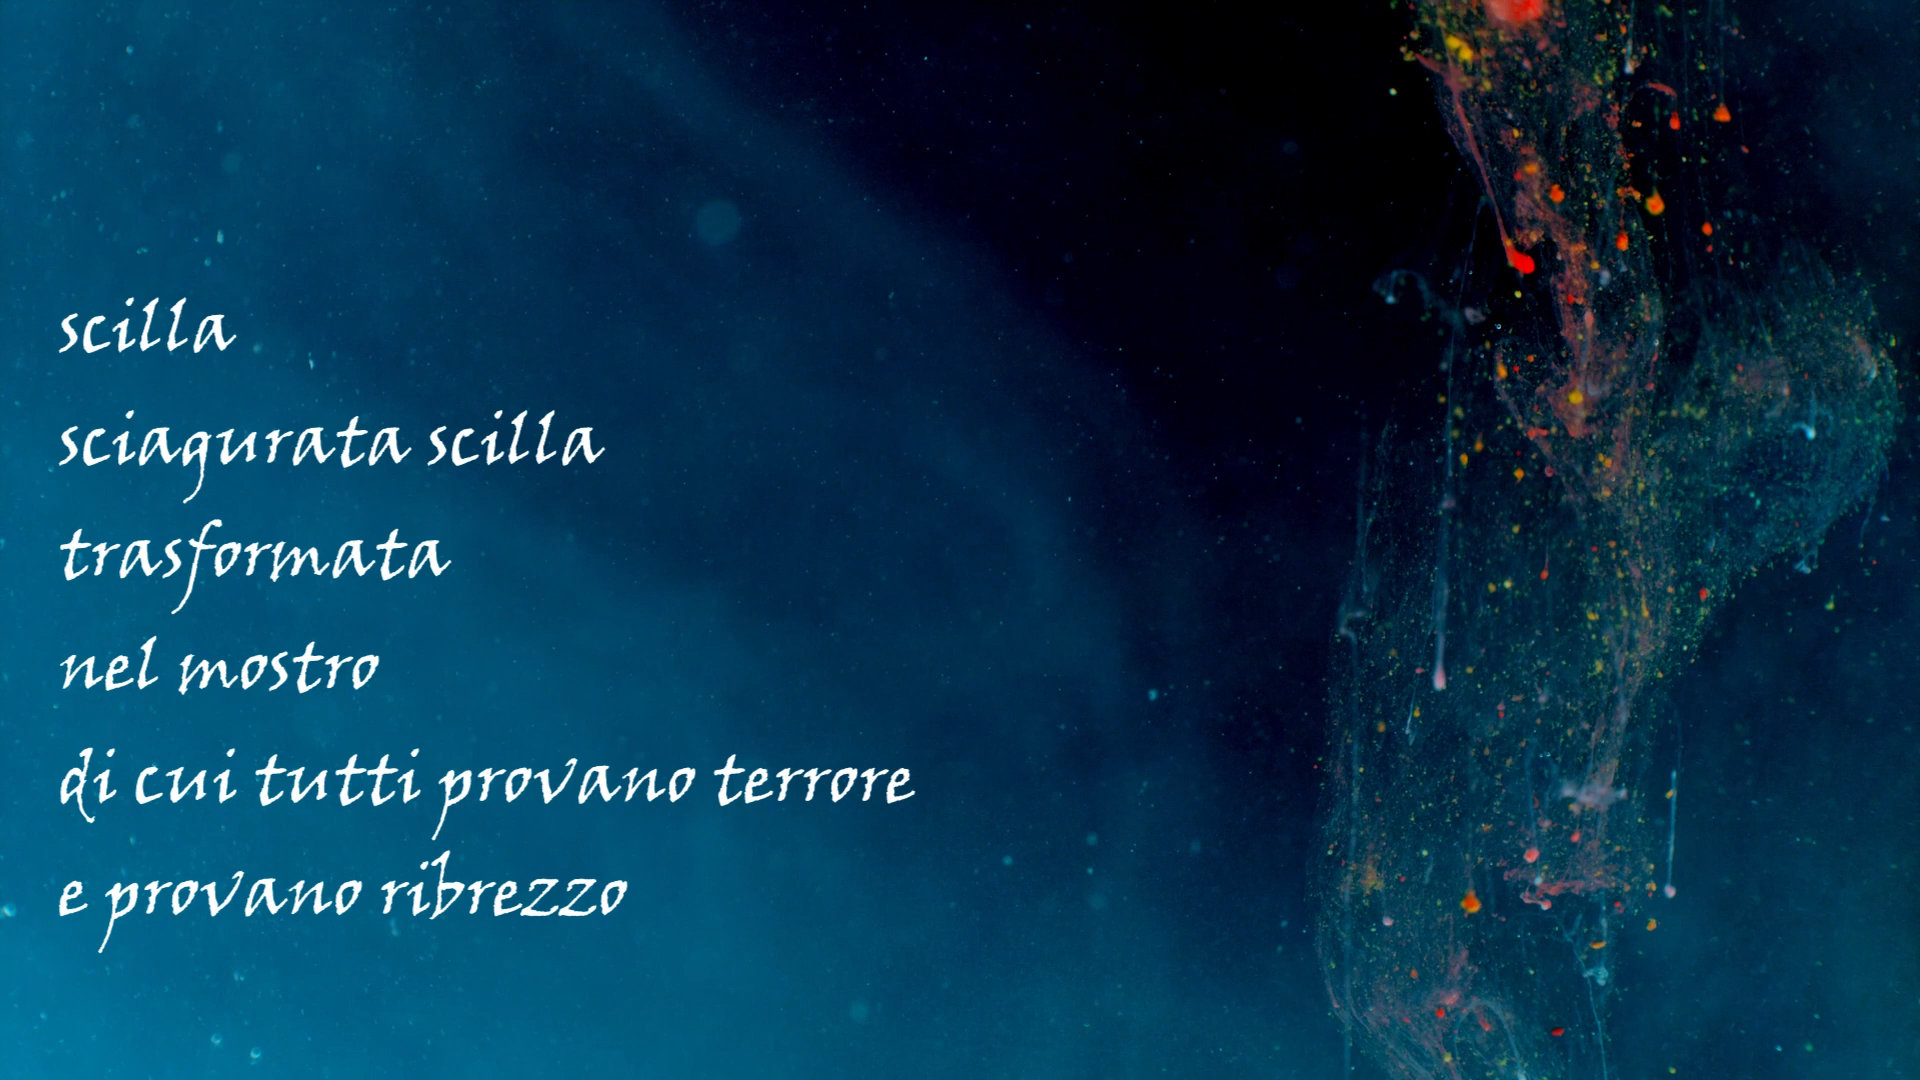 scilla
sciagurata scilla
trasformata
nel mostro
di cui tutti provano terrore
e provano ribrezzo